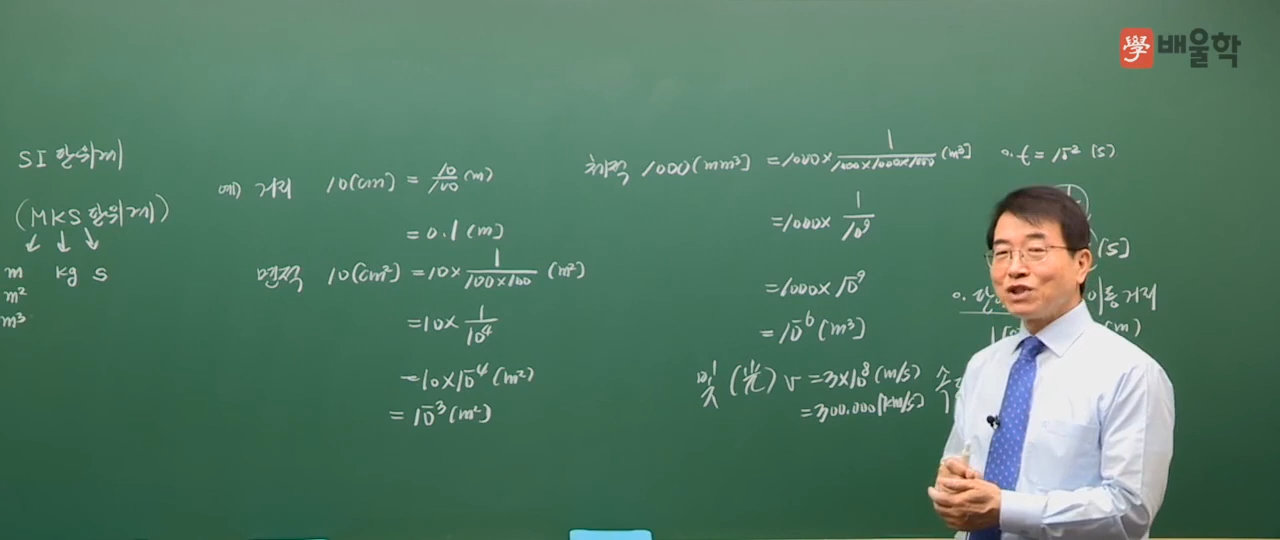 學 배울학
SI 단위계
(MKS 단위계)
m kg s
m²
m³
예) 거리 10(cm) = 10/100 (m)
= 0.1 (m)
면적 10(cm²) = 10 × 1/(100×100) (m²)
= 10 × 1/10⁴
= 10×10⁻⁴ (m²)
= 10⁻³ (m²)
체적 1000(mm³) = 1000 × 1/(1000×1000×1000) (m³)
= 1000 × 1/10⁹
= 1000 × 10⁻⁹
= 10⁻⁶ (m³)
빛 (光) v = 3×10⁸ (m/s)
= 300,000 (km/s)
o. t = 10⁻² (s)
(s)
이동거리
(m)